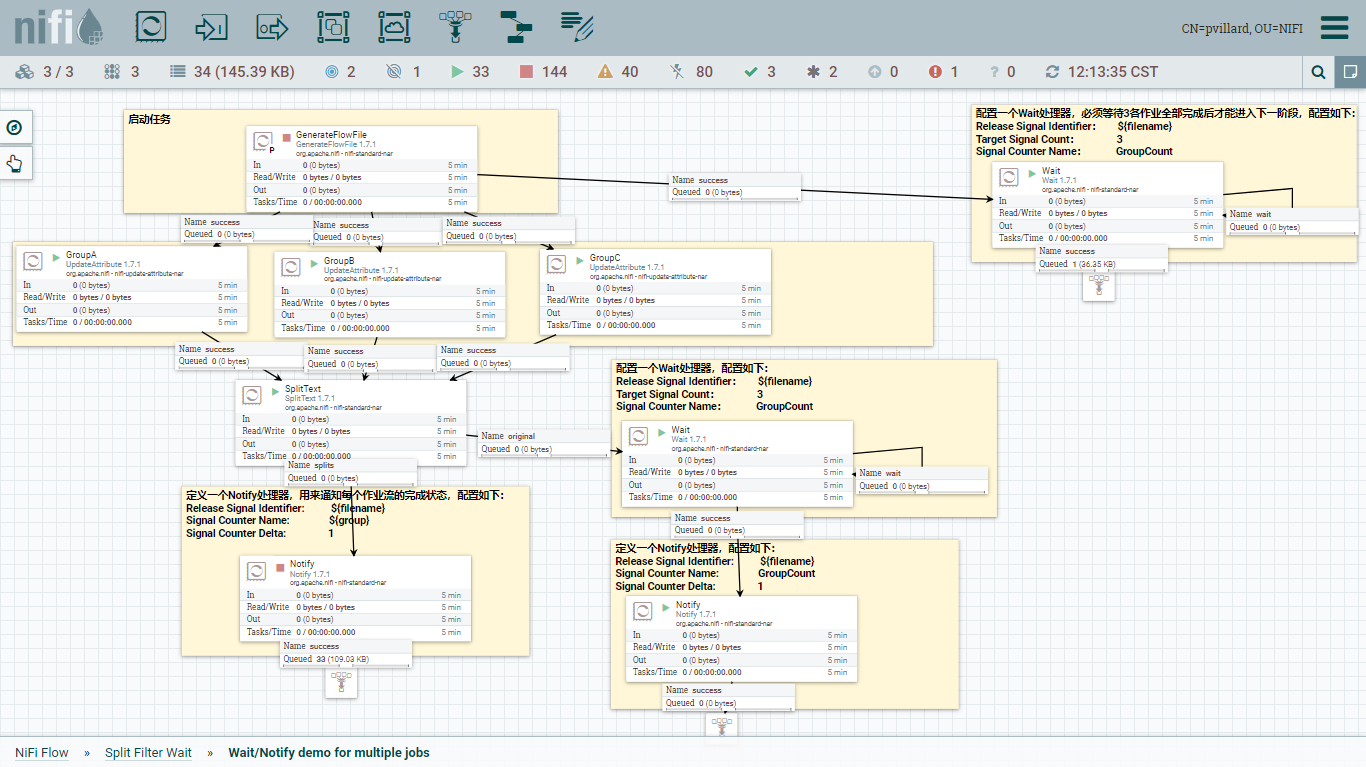 nifi
CN=pvillard, OU=NIFI
3 / 3 3 34 (145.39 KB) 2 1 33 144 40 80 3 2 0 1 ? 0 12:13:35 CST
启动任务
GenerateFlowFile
GenerateFlowFile 1.7.1
org.apache.nifi - nifi-standard-nar
P
In 0 (0 bytes) 5 min
Read/Write 0 bytes / 0 bytes 5 min
Out 0 (0 bytes) 5 min
Tasks/Time 0 / 00:00:00.000 5 min
Name success
Queued 0 (0 bytes)
配置一个Wait处理器，必须等待3各作业全部完成后才能进入下一阶段，配置如下：
Release Signal Identifier: ${filename}
Target Signal Count: 3
Signal Counter Name: GroupCount
Wait
Wait 1.7.1
org.apache.nifi - nifi-standard-nar
In 0 (0 bytes) 5 min
Read/Write 0 bytes / 0 bytes 5 min
Out 0 (0 bytes) 5 min
Tasks/Time 0 / 00:00:00.000 5 min
Name wait
Queued 0 (0 bytes)
Name success
Queued 1 (36.35 KB)
Name success
Queued 0 (0 bytes)
Name success
Queued 0 (0 bytes)
Name success
Queued 0 (0 bytes)
GroupA
UpdateAttribute 1.7.1
org.apache.nifi - nifi-update-attribute-nar
In 0 (0 bytes) 5 min
Read/Write 0 bytes / 0 bytes 5 min
Out 0 (0 bytes) 5 min
Tasks/Time 0 / 00:00:00.000 5 min
GroupB
UpdateAttribute 1.7.1
org.apache.nifi - nifi-update-attribute-nar
In 0 (0 bytes) 5 min
Read/Write 0 bytes / 0 bytes 5 min
Out 0 (0 bytes) 5 min
Tasks/Time 0 / 00:00:00.000 5 min
GroupC
UpdateAttribute 1.7.1
org.apache.nifi - nifi-update-attribute-nar
In 0 (0 bytes) 5 min
Read/Write 0 bytes / 0 bytes 5 min
Out 0 (0 bytes) 5 min
Tasks/Time 0 / 00:00:00.000 5 min
Name success
Queued 0 (0 bytes)
Name success
Queued 0 (0 bytes)
Name success
Queued 0 (0 bytes)
SplitText
SplitText 1.7.1
org.apache.nifi - nifi-standard-nar
In 0 (0 bytes) 5 min
Read/Write 0 bytes / 0 bytes 5 min
Out 0 (0 bytes) 5 min
Tasks/Time 0 / 00:00:00.000 5 min
Name original
Queued 0 (0 bytes)
Name splits
Queued 0 (0 bytes)
配置一个Wait处理器，配置如下：
Release Signal Identifier: ${filename}
Target Signal Count: 3
Signal Counter Name: GroupCount
Wait
Wait 1.7.1
org.apache.nifi - nifi-standard-nar
In 0 (0 bytes) 5 min
Read/Write 0 bytes / 0 bytes 5 min
Out 0 (0 bytes) 5 min
Tasks/Time 0 / 00:00:00.000 5 min
Name wait
Queued 0 (0 bytes)
Name success
Queued 0 (0 bytes)
定义一个Notify处理器，用来通知每个作业流的完成状态，配置如下：
Release Signal Identifier: ${filename}
Signal Counter Name: ${group}
Signal Counter Delta: 1
Notify
Notify 1.7.1
org.apache.nifi - nifi-standard-nar
In 0 (0 bytes) 5 min
Read/Write 0 bytes / 0 bytes 5 min
Out 0 (0 bytes) 5 min
Tasks/Time 0 / 00:00:00.000 5 min
Name success
Queued 33 (109.03 KB)
定义一个Notify处理器，配置如下：
Release Signal Identifier: ${filename}
Signal Counter Name: GroupCount
Signal Counter Delta: 1
Notify
Notify 1.7.1
org.apache.nifi - nifi-standard-nar
In 0 (0 bytes) 5 min
Read/Write 0 bytes / 0 bytes 5 min
Out 0 (0 bytes) 5 min
Tasks/Time 0 / 00:00:00.000 5 min
Name success
Queued 0 (0 bytes)
NiFi Flow » Split Filter Wait » Wait/Notify demo for multiple jobs